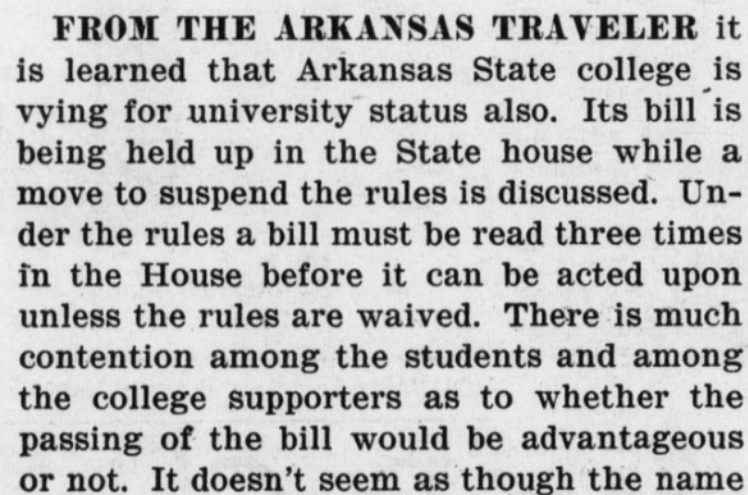 FROM THE ARKANSAS TRAVELER it
is learned that Arkansas State college is
vying for university status also. Its bill is
being held up in the State house while a
move to suspend the rules is discussed. Un-
der the rules a bill must be read three times
in the House before it can be acted upon
unless the rules are waived. There is much
contention among the students and among
the college supporters as to whether the
passing of the bill would be advantageous
or not. It doesn't seem as though the name